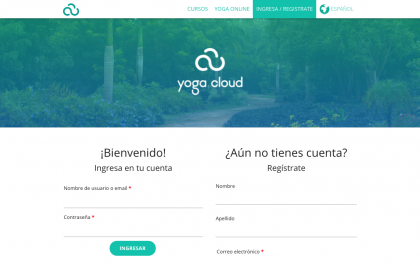 CURSOS YOGA ONLINE INGRESA / REGISTRATE ESPAÑOL
yoga cloud
¡Bienvenido!
Ingresa en tu cuenta
Nombre de usuario o email *
Contraseña *
INGRESAR
¿Aún no tienes cuenta?
Regístrate
Nombre
Apellido
Correo electrónico *